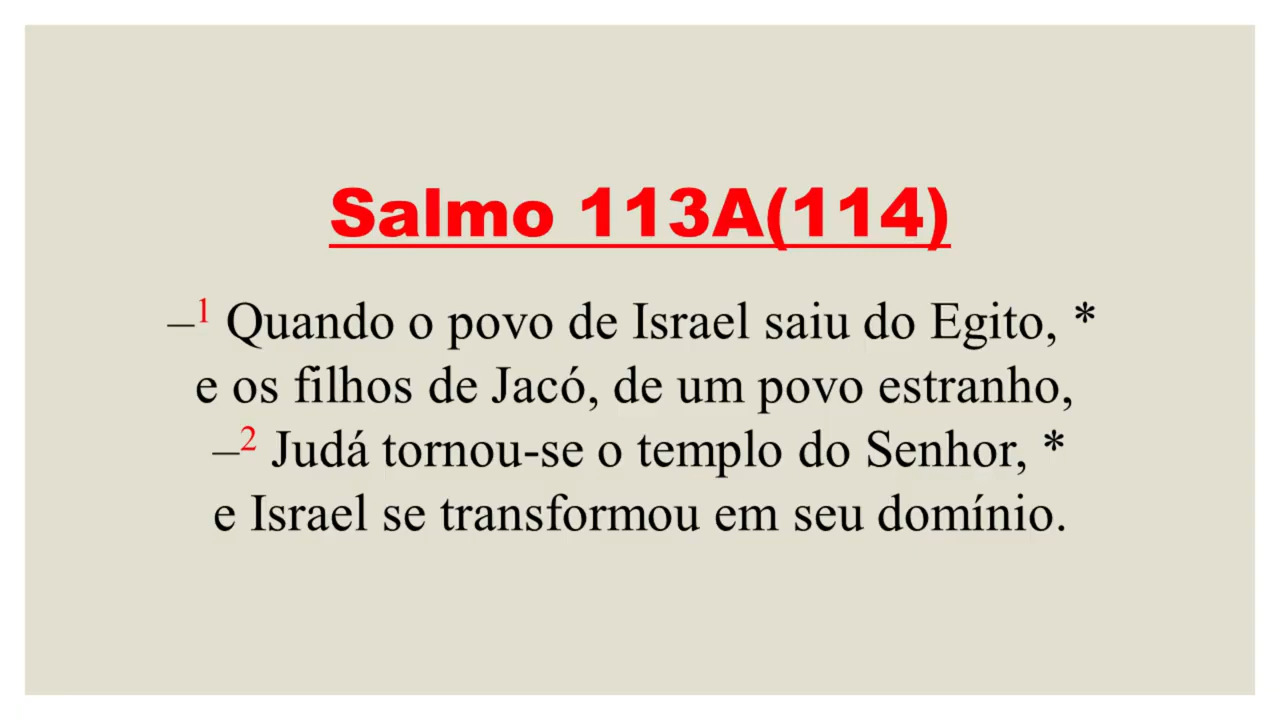 Salmo 113A(114)
–1 Quando o povo de Israel saiu do Egito, *
e os filhos de Jacó, de um povo estranho,
–2 Judá tornou-se o templo do Senhor, *
e Israel se transformou em seu domínio.